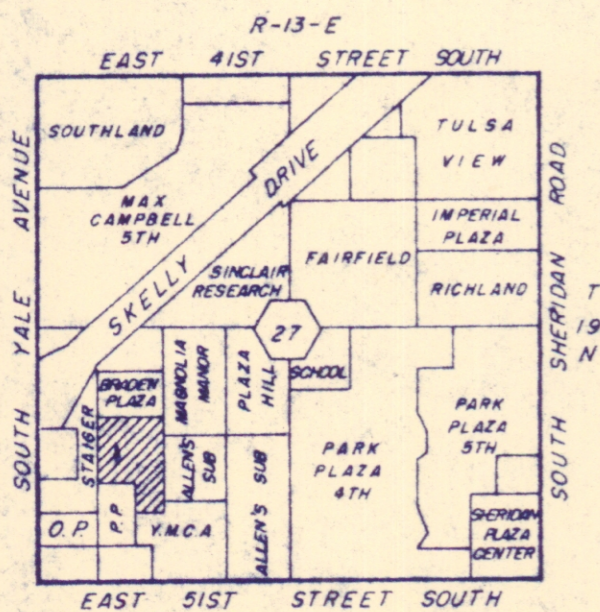 R-13-E
EAST 41ST STREET SOUTH
SOUTH YALE AVENUE
SOUTHLAND
TULSA
VIEW
SOUTH SHERIDAN ROAD
MAX
CAMPBELL
5TH
SKELLY DRIVE
IMPERIAL
PLAZA
FAIRFIELD
SINCLAIR
RESEARCH
RICHLAND
T
19
N
27
BRADEN
PLAZA
MAGNOLIA
MANOR
PLAZA
HILL
SCHOOL
STAIGER
ALLEN'S
SUB
PARK
PLAZA
4TH
PARK
PLAZA
5TH
O.P.
P.P.
Y.M.C.A
ALLEN'S SUB
SHERIDAN
PLAZA
CENTER
EAST 51ST STREET SOUTH